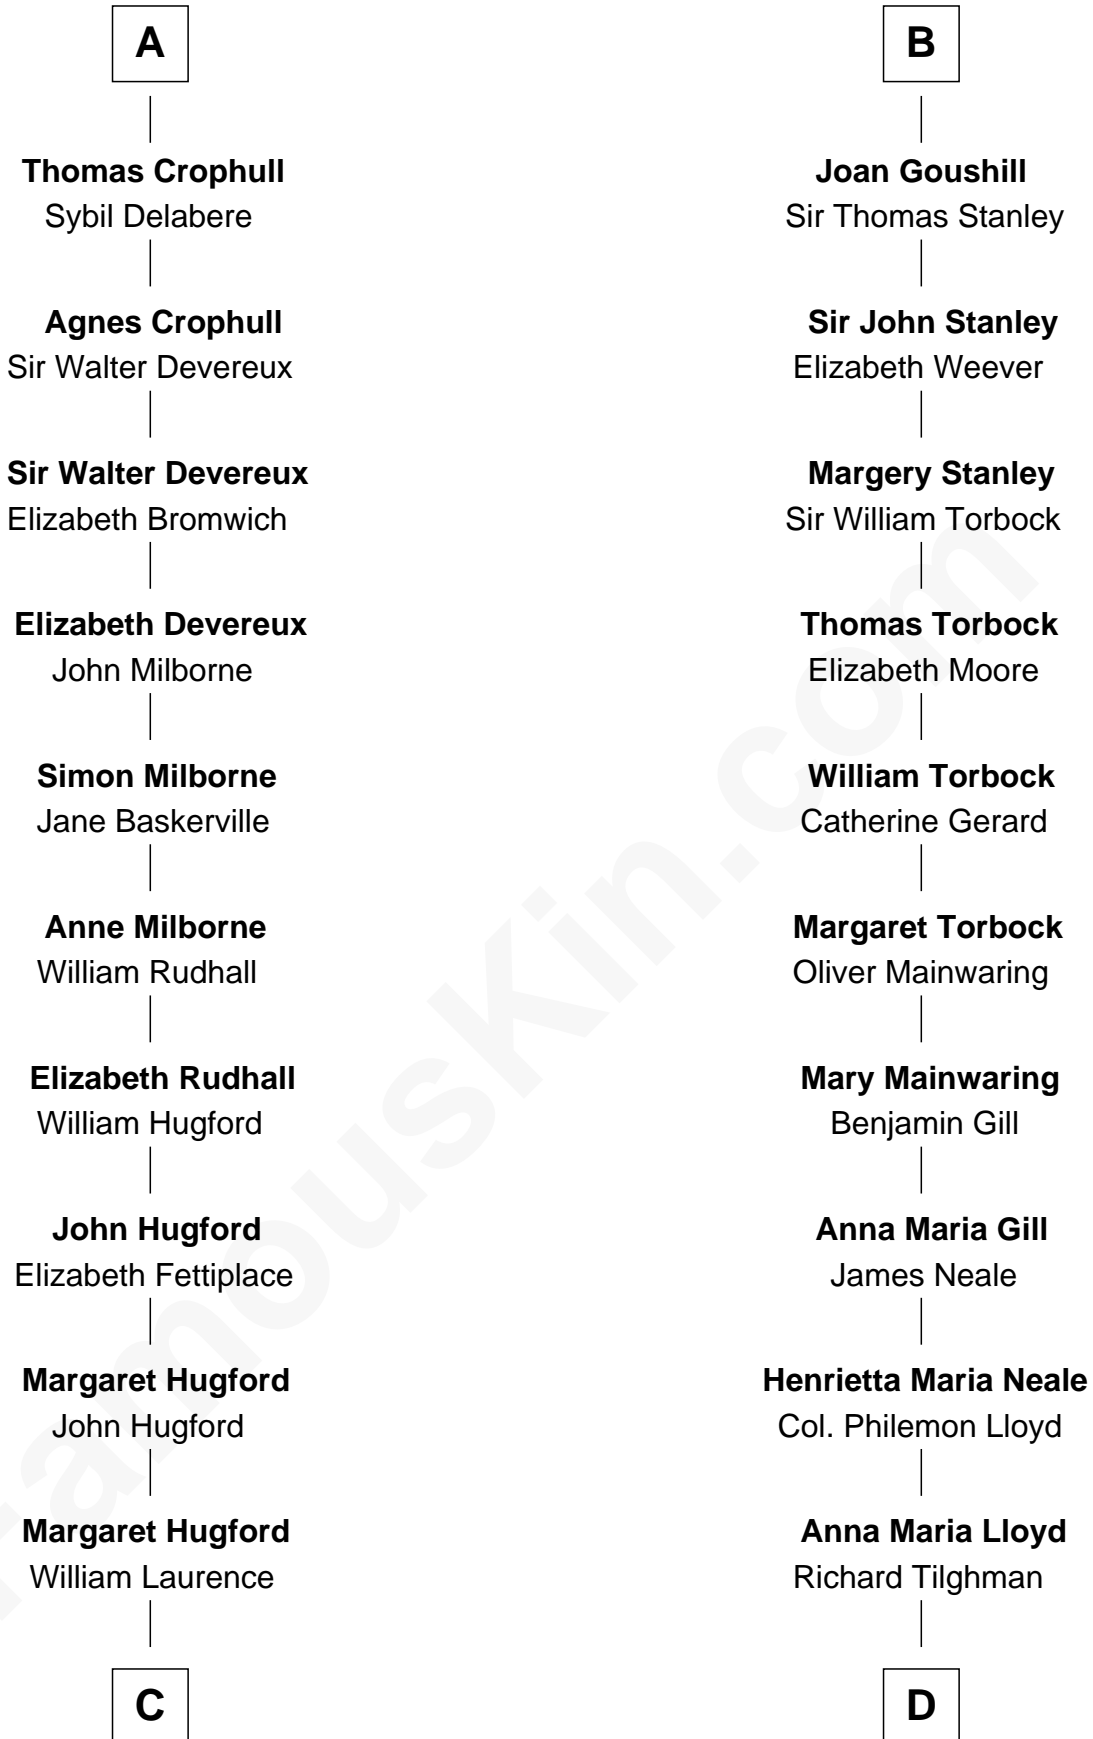 A
Thomas Crophull
Sybil Delabere
Agnes Crophull
Sir Walter Devereux
Sir Walter Devereux
Elizabeth Bromwich
Elizabeth Devereux
John Milborne
Simon Milborne
Jane Baskerville
Anne Milborne
William Rudhall
Elizabeth Rudhall
William Hugford
John Hugford
Elizabeth Fettiplace
Margaret Hugford
John Hugford
Margaret Hugford
William Laurence
C
B
Joan Goushill
Sir Thomas Stanley
Sir John Stanley
Elizabeth Weever
Margery Stanley
Sir William Torbock
Thomas Torbock
Elizabeth Moore
William Torbock
Catherine Gerard
Margaret Torbock
Oliver Mainwaring
Mary Mainwaring
Benjamin Gill
Anna Maria Gill
James Neale
Henrietta Maria Neale
Col. Philemon Lloyd
Anna Maria Lloyd
Richard Tilghman
D
FamousKin.com